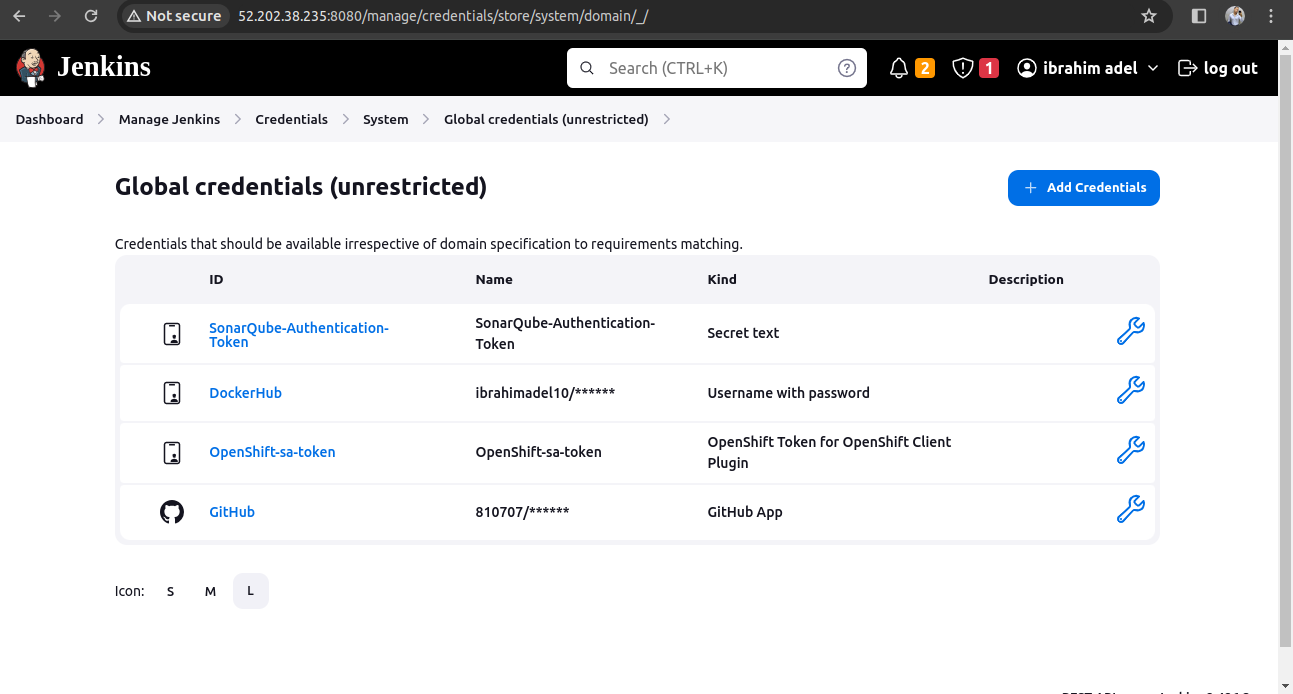 Not secure 52.202.38.235:8080/manage/credentials/store/system/domain/_/
Jenkins Search (CTRL+K) ? 2 1 ibrahim adel log out
Dashboard Manage Jenkins Credentials System Global credentials (unrestricted)
Global credentials (unrestricted) + Add Credentials
Credentials that should be available irrespective of domain specification to requirements matching.
ID Name Kind Description
SonarQube-Authentication-
Token
SonarQube-Authentication-
Token
Secret text
DockerHub ibrahimadel10/****** Username with password
OpenShift-sa-token OpenShift-sa-token
OpenShift Token for OpenShift Client
Plugin
GitHub 810707/****** GitHub App
Icon: S M L